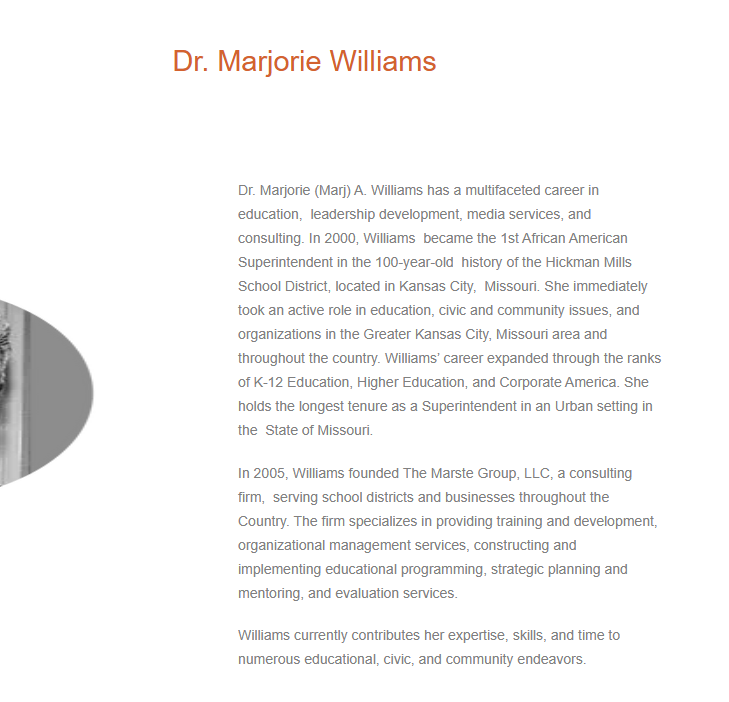 Dr. Marjorie Williams
Dr. Marjorie (Marj) A. Williams has a multifaceted career in
education,  leadership development, media services, and
consulting. In 2000, Williams  became the 1st African American
Superintendent in the 100-year-old  history of the Hickman Mills
School District, located in Kansas City,  Missouri. She immediately
took an active role in education, civic and community issues, and
organizations in the Greater Kansas City, Missouri area and
throughout the country. Williams’ career expanded through the ranks
of K-12 Education, Higher Education, and Corporate America. She
holds the longest tenure as a Superintendent in an Urban setting in
the  State of Missouri.
In 2005, Williams founded The Marste Group, LLC, a consulting
firm,  serving school districts and businesses throughout the
Country. The firm specializes in providing training and development,
organizational management services, constructing and
implementing educational programming, strategic planning and
mentoring, and evaluation services.
Williams currently contributes her expertise, skills, and time to
numerous educational, civic, and community endeavors.